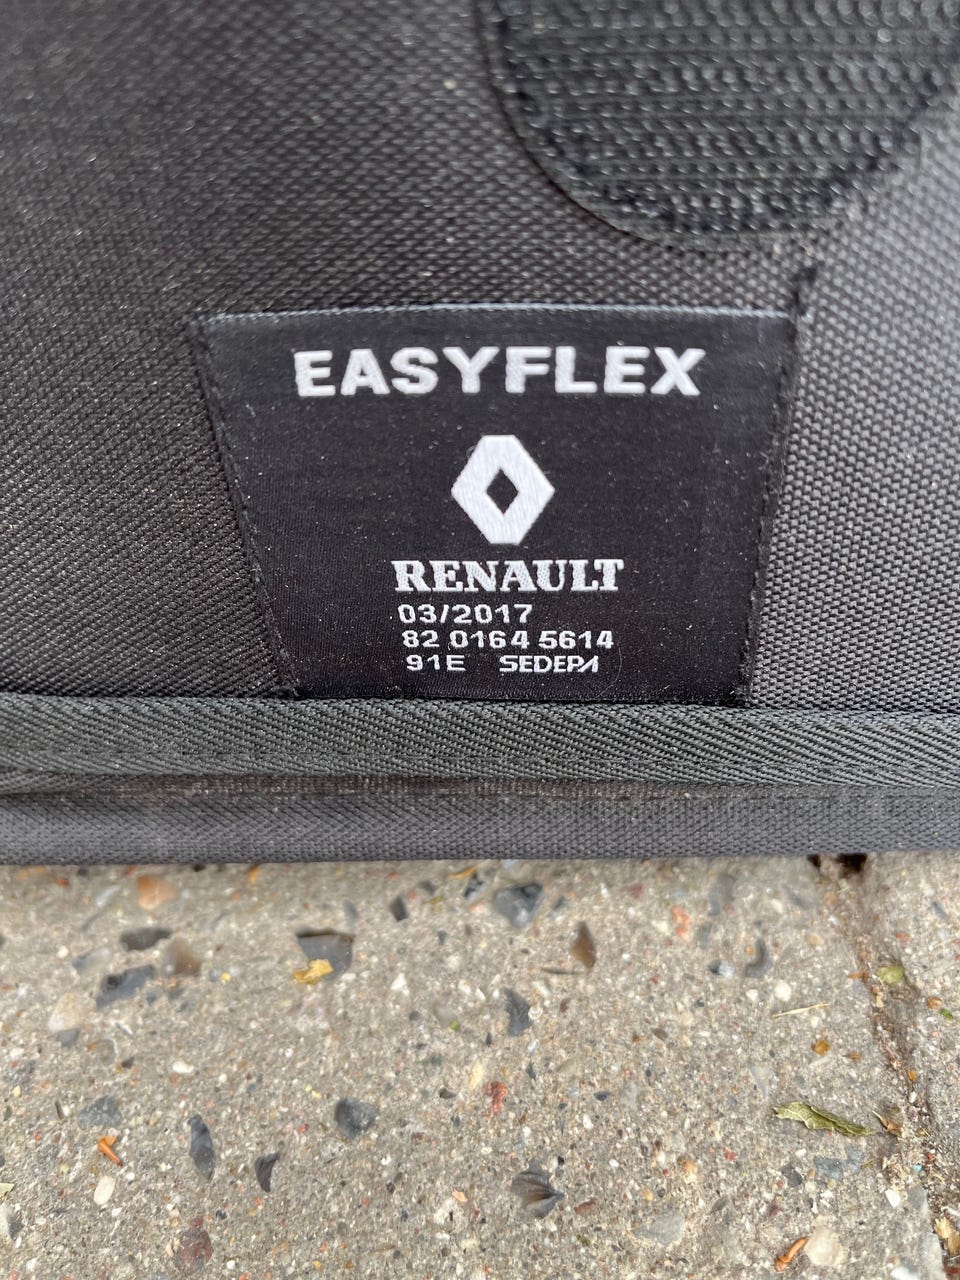 EASYFLEX
RENAULT
03/2017
82 0164 5614
91E SEDEPA